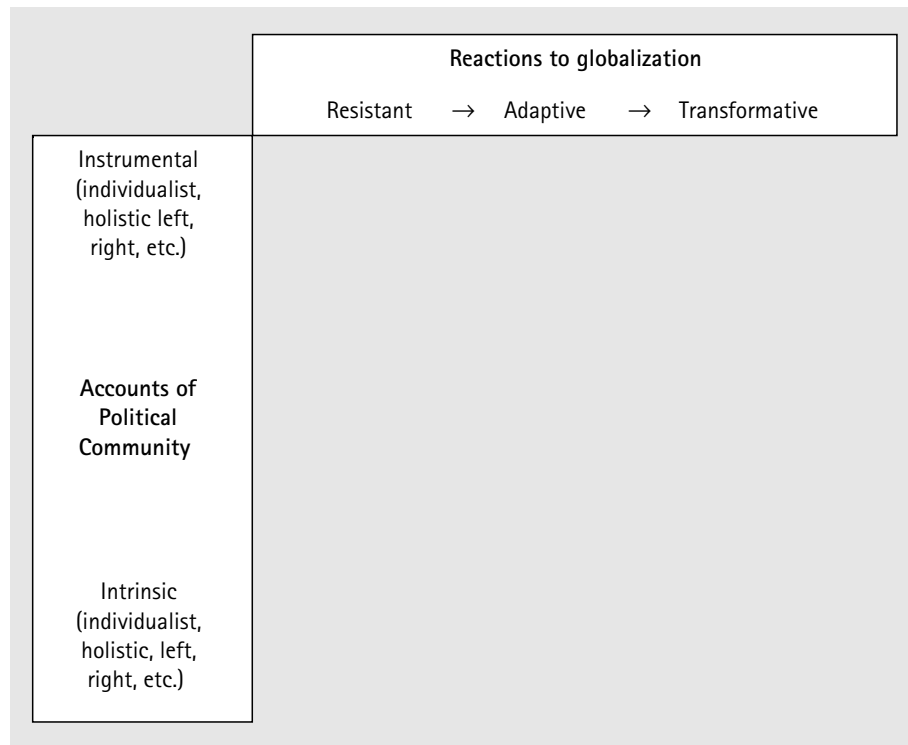 Reactions to globalization
Resistant → Adaptive → Transformative
Instrumental
(individualist,
holistic left,
right, etc.)
Accounts of
Political
Community
Intrinsic
(individualist,
holistic, left,
right, etc.)